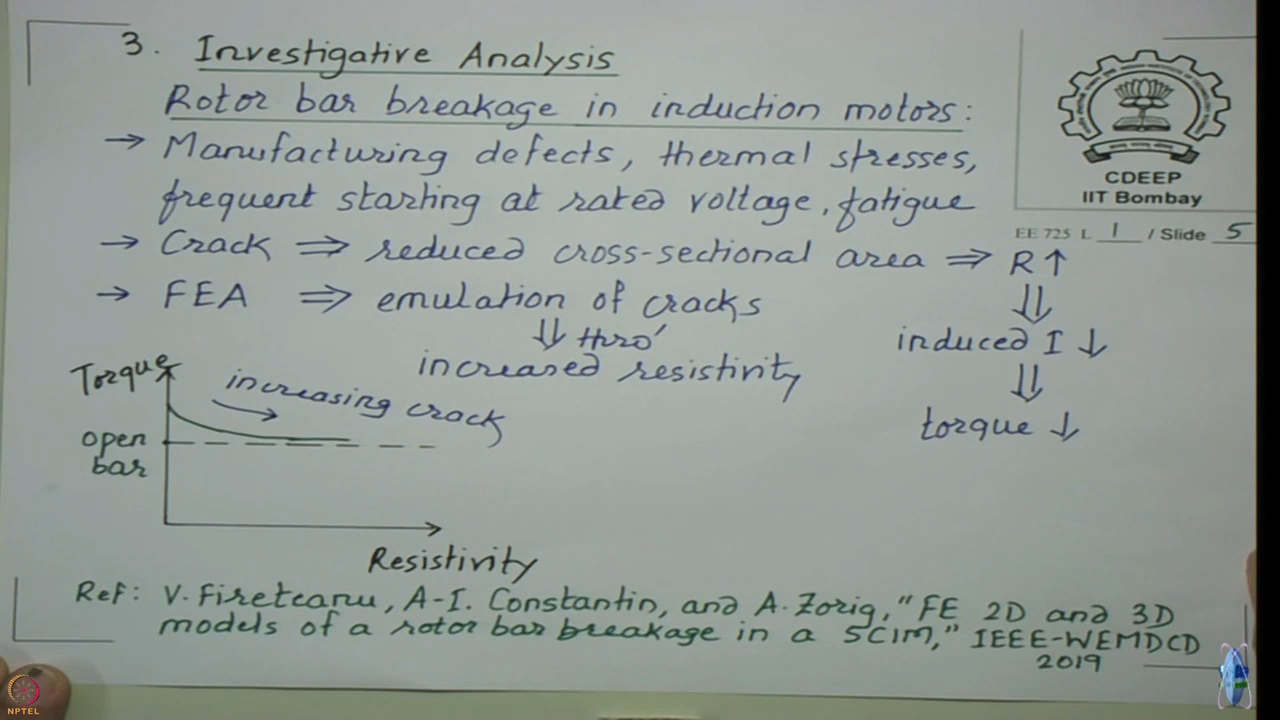 3. Investigative Analysis
Rotor bar breakage in induction motors:
→ Manufacturing defects, thermal stresses,
frequent starting at rated voltage, fatigue
→ Crack ⇒ reduced cross-sectional area ⇒ R ↑
→ FEA ⇒ emulation of cracks
⇓ thro'
increased resistivity
⇓
induced I ↓
⇓
torque ↓
Torque
increasing crack
open
bar
Resistivity
Ref: V. Fireteanu, A-I. Constantin, and A. Zorig, "FE 2D and 3D
models of a rotor bar breakage in a SCIM," IEEE-WEMDCD
2019
CDEEP
IIT Bombay
EE 725 L 1 / Slide 5
NPTEL